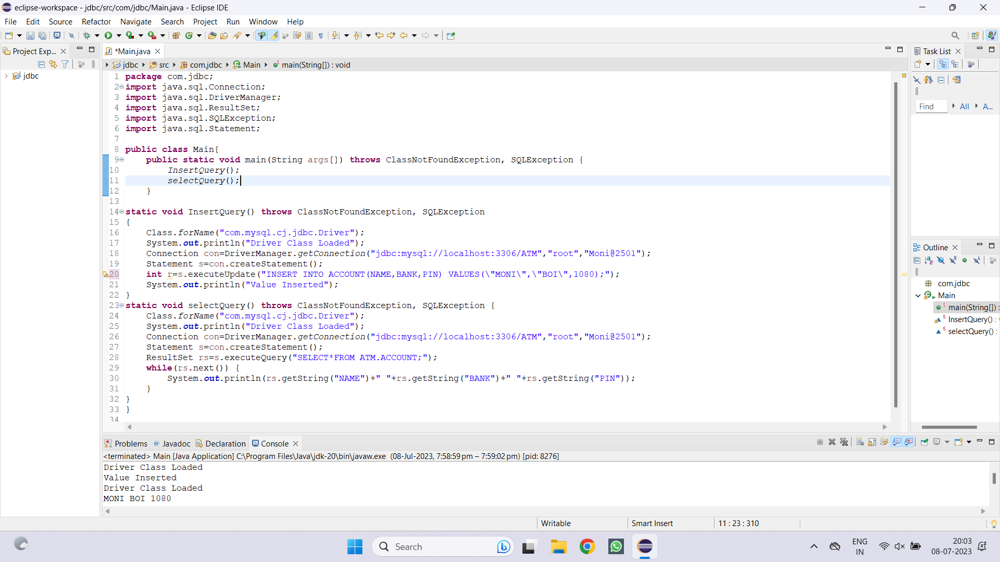 eclipse-workspace - jdbc/src/com/jdbc/Main.java - Eclipse IDE
File Edit Source Refactor Navigate Search Project Run Window Help
Project Exp...
*Main.java
Task List
jdbc src com.jdbc Main main(String[]) : void
jdbc
1 package com.jdbc;
2 import java.sql.Connection;
3 import java.sql.DriverManager;
4 import java.sql.ResultSet;
5 import java.sql.SQLException;
6 import java.sql.Statement;
7
8 public class Main{
9 public static void main(String args[]) throws ClassNotFoundException, SQLException {
10 InsertQuery();
11 selectQuery();
12 }
13
14 static void InsertQuery() throws ClassNotFoundException, SQLException
15 {
16 Class.forName("com.mysql.cj.jdbc.Driver");
17 System.out.println("Driver Class Loaded");
18 Connection con=DriverManager.getConnection("jdbc:mysql://localhost:3306/ATM","root","Moni@2501");
19 Statement s=con.createStatement();
20 int r=s.executeUpdate("INSERT INTO ACCOUNT(NAME,BANK,PIN) VALUES(\"MONI\",\"BOI\",1080);");
21 System.out.println("Value Inserted");
22 }
23 static void selectQuery() throws ClassNotFoundException, SQLException {
24 Class.forName("com.mysql.cj.jdbc.Driver");
25 System.out.println("Driver Class Loaded");
26 Connection con=DriverManager.getConnection("jdbc:mysql://localhost:3306/ATM","root","Moni@2501");
27 Statement s=con.createStatement();
28 ResultSet rs=s.executeQuery("SELECT*FROM ATM.ACCOUNT;");
29 while(rs.next()) {
30 System.out.println(rs.getString("NAME")+" "+rs.getString("BANK")+" "+rs.getString("PIN"));
31 }
32 }
33 }
34
Find All A...
Outline
com.jdbc
Main
main(String[]) :
InsertQuery() :
selectQuery() :
Problems Javadoc Declaration Console
<terminated> Main [Java Application] C:\Program Files\Java\jdk-20\bin\javaw.exe (08-Jul-2023, 7:58:59 pm – 7:59:02 pm) [pid: 8276]
Driver Class Loaded
Value Inserted
Driver Class Loaded
MONI BOI 1080
Writable Smart Insert 11 : 23 : 310
Search
ENG
IN
20:03
08-07-2023